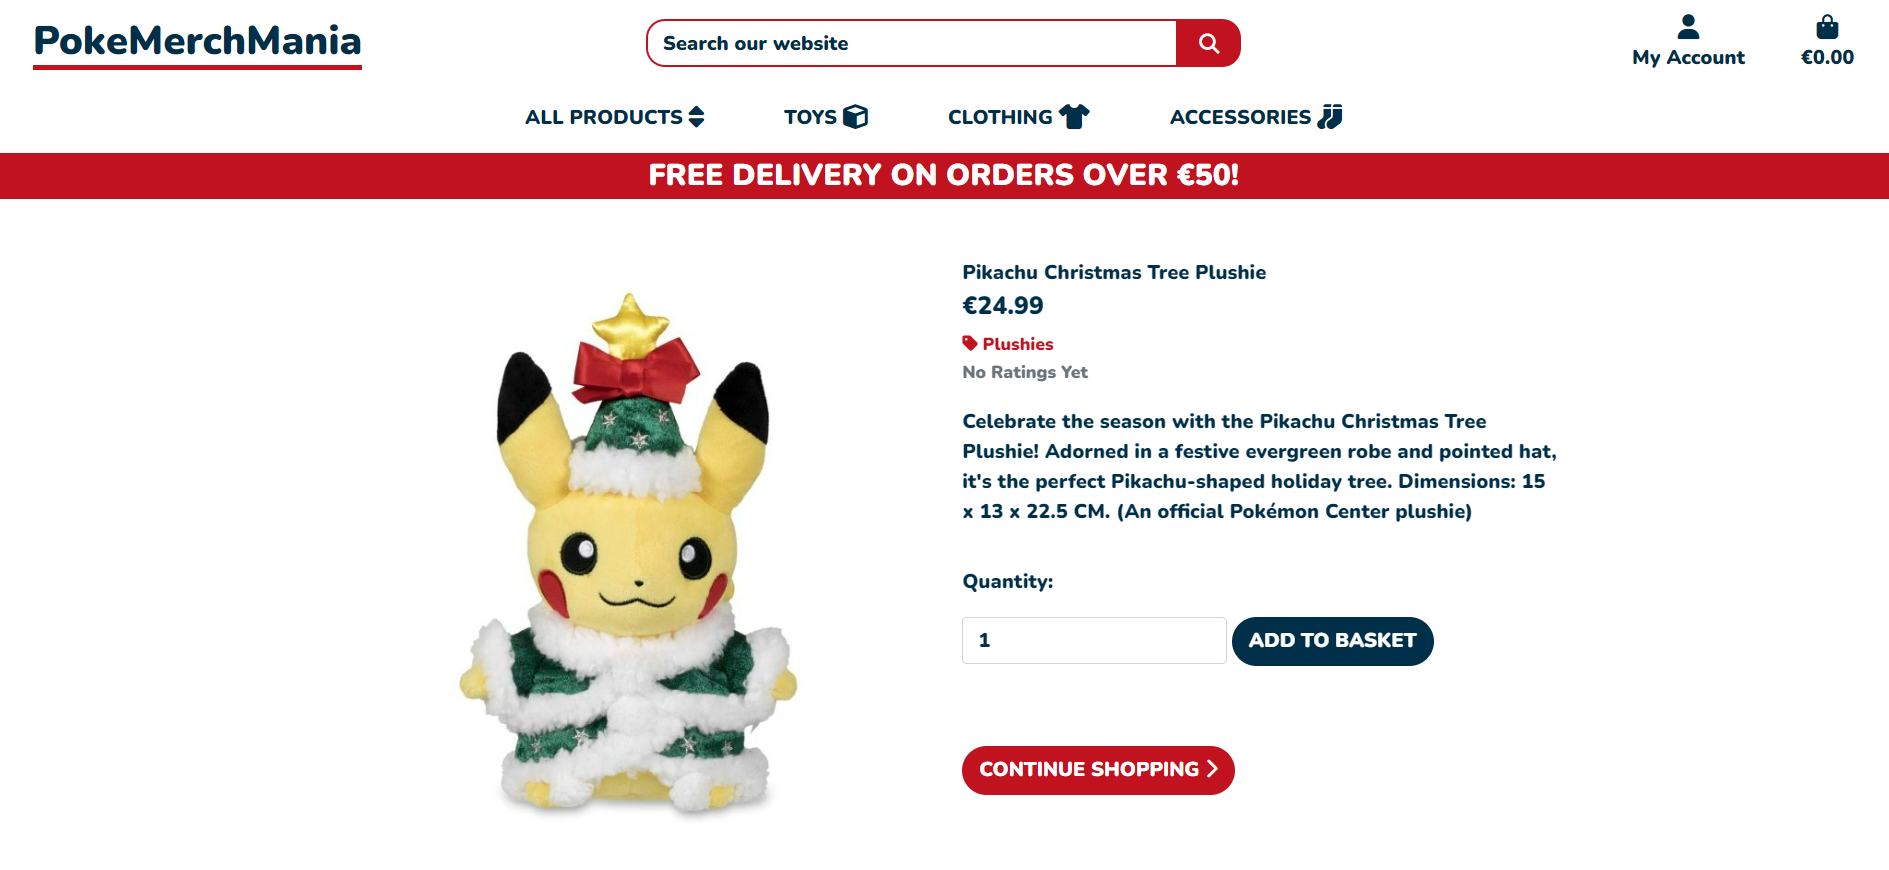 PokeMerchMania
Search our website
My Account
€0.00
ALL PRODUCTS
TOYS
CLOTHING
ACCESSORIES
FREE DELIVERY ON ORDERS OVER €50!
Pikachu Christmas Tree Plushie
€24.99
Plushies
No Ratings Yet
Celebrate the season with the Pikachu Christmas Tree
Plushie! Adorned in a festive evergreen robe and pointed hat,
it's the perfect Pikachu-shaped holiday tree. Dimensions: 15
x 13 x 22.5 CM. (An official Pokémon Center plushie)
Quantity:
1
ADD TO BASKET
CONTINUE SHOPPING